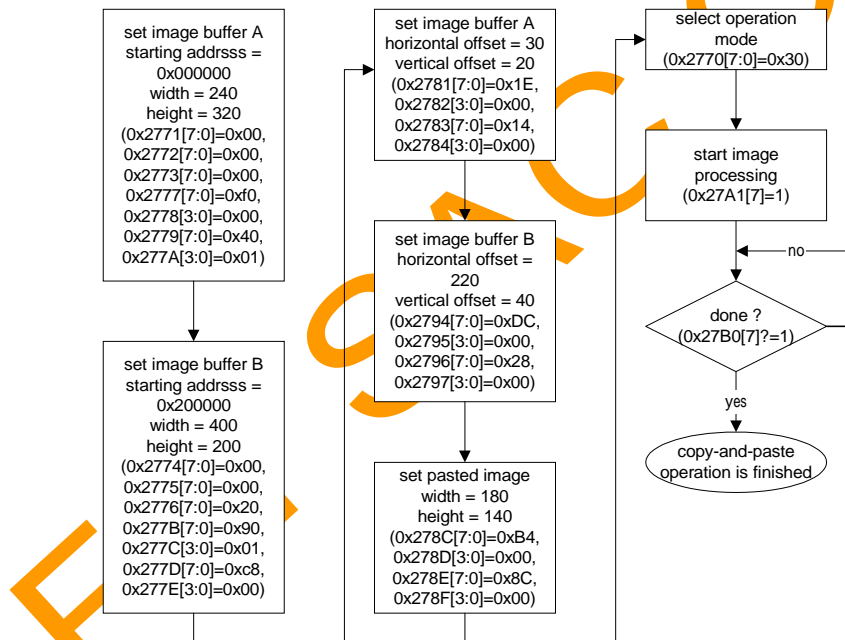 set image buffer A
starting addrsss =
0x000000
width = 240
height = 320
(0x2771[7:0]=0x00,
0x2772[7:0]=0x00,
0x2773[7:0]=0x00,
0x2777[7:0]=0xf0,
0x2778[3:0]=0x00,
0x2779[7:0]=0x40,
0x277A[3:0]=0x01)
set image buffer B
starting addrsss =
0x200000
width = 400
height = 200
(0x2774[7:0]=0x00,
0x2775[7:0]=0x00,
0x2776[7:0]=0x20,
0x277B[7:0]=0x90,
0x277C[3:0]=0x01,
0x277D[7:0]=0xc8,
0x277E[3:0]=0x00)
set image buffer A
horizontal offset = 30
vertical offset = 20
(0x2781[7:0]=0x1E,
0x2782[3:0]=0x00,
0x2783[7:0]=0x14,
0x2784[3:0]=0x00)
set image buffer B
horizontal offset =
220
vertical offset = 40
(0x2794[7:0]=0xDC,
0x2795[3:0]=0x00,
0x2796[7:0]=0x28,
0x2797[3:0]=0x00)
set pasted image
width = 180
height = 140
(0x278C[7:0]=0xB4,
0x278D[3:0]=0x00,
0x278E[7:0]=0x8C,
0x278F[3:0]=0x00)
select operation
mode
(0x2770[7:0]=0x30)
start image
processing
(0x27A1[7]=1)
no
done ?
(0x27B0[7]?=1)
yes
copy-and-paste
operation is finished